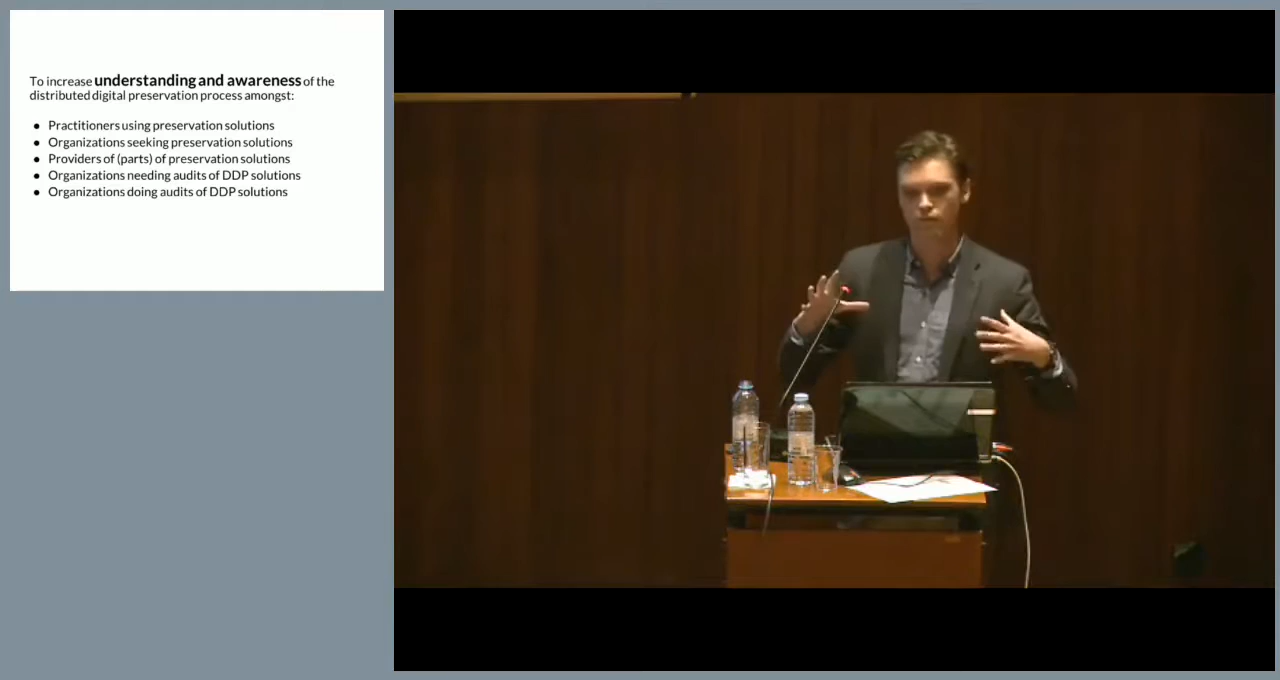 To increase understanding and awareness of the
distributed digital preservation process amongst:
● Practitioners using preservation solutions
● Organizations seeking preservation solutions
● Providers of (parts) of preservation solutions
● Organizations needing audits of DDP solutions
● Organizations doing audits of DDP solutions